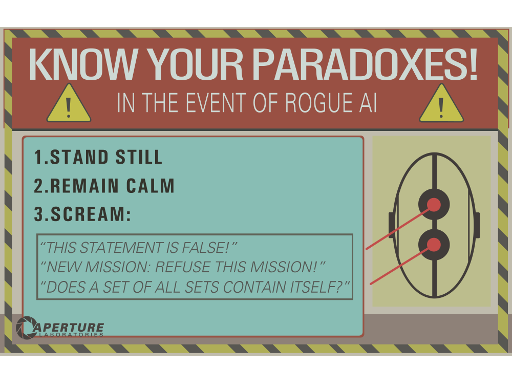 KNOW YOUR PARADOXES!
! IN THE EVENT OF ROGUE AI !
1.STAND STILL
2.REMAIN CALM
3.SCREAM:
"THIS STATEMENT IS FALSE!"
"NEW MISSION: REFUSE THIS MISSION!"
"DOES A SET OF ALL SETS CONTAIN ITSELF?"
APERTURE
LABORATORIES